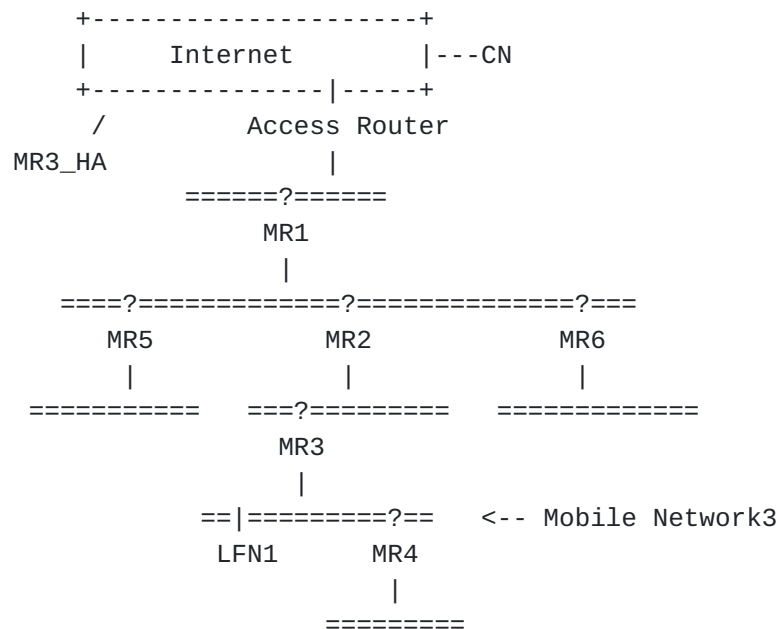 +---------------------+
|     Internet        |---CN
+---------------|-----+
/         Access Router
MR3_HA              |
======?======
MR1
|
====?=============?==============?===
MR5             MR2            MR6
|              |              |
===========   ===?=========   =============
MR3
|
==|=========?==   <-- Mobile Network3
LFN1       MR4
|
=========